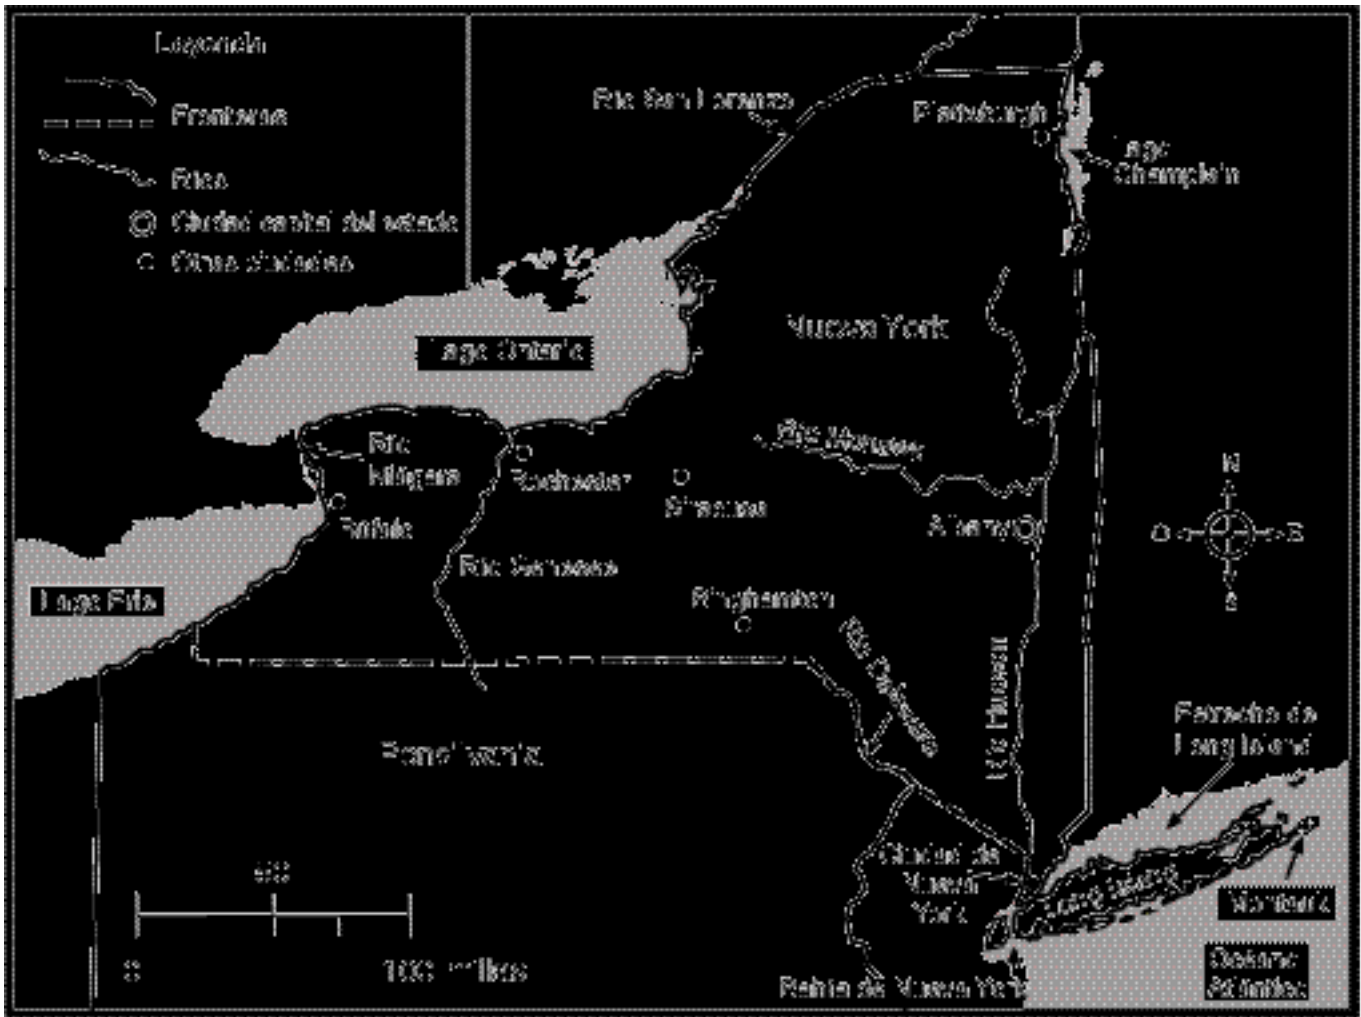 Leyenda
Fronteras
Ríos
Ciudad capital del estado
Otras ciudades
Río San Lorenzo
Plattsburgh
Lago
Champlain
Nueva York
Lago Ontario
Río
Niágara
Rochester
Siracusa
Río Mohawk
Búfalo
Albany
N
O
E
S
Río Genesee
Lago Erie
Binghamton
Río Delaware
Río Hudson
Estrecho de
Long Island
Pensilvania
Ciudad de
Nueva
York
Long Island
Montauk
50
0
100 millas
Océano
Atlántico
Bahía de Nueva York